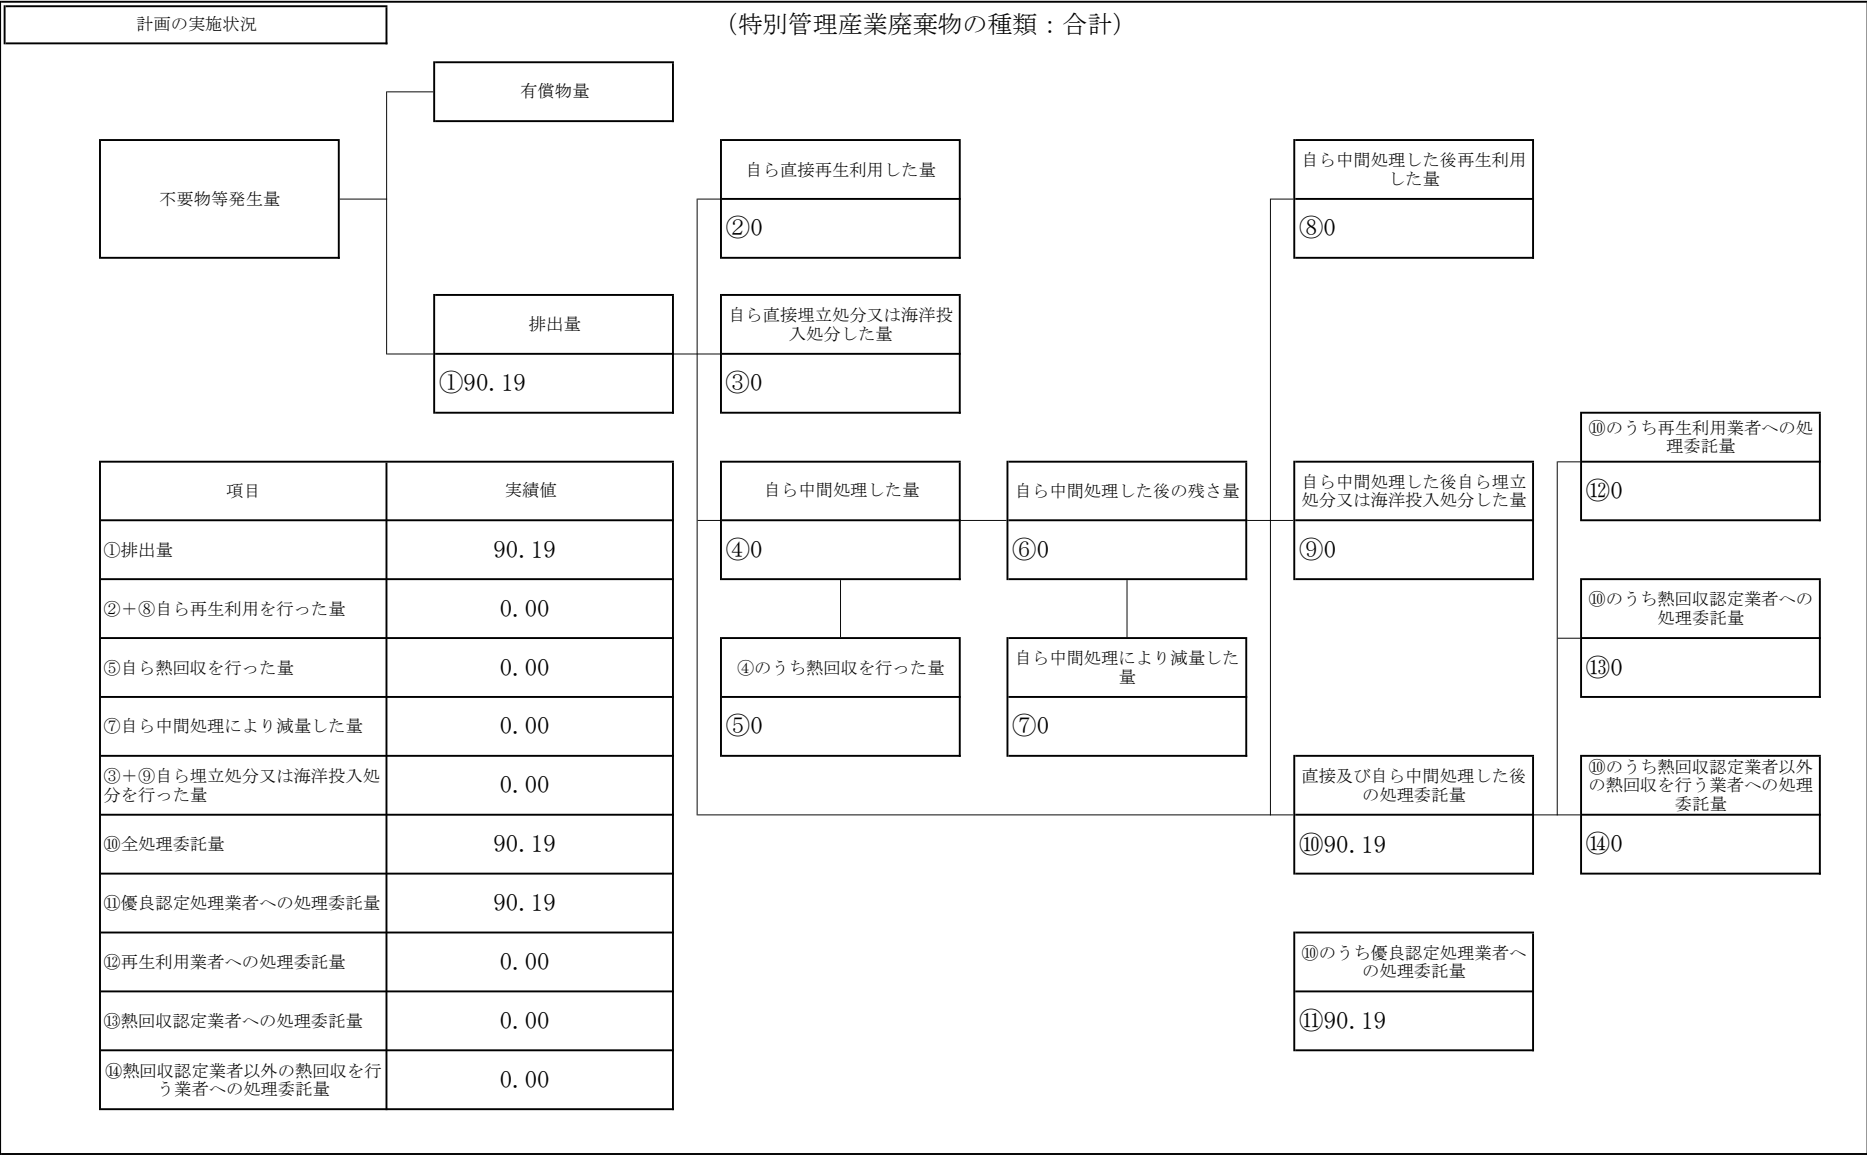 計画の実施状況
（特別管理産業廃棄物の種類：合計）
有償物量
不要物等発生量
排出量
①90.19
自ら直接再生利用した量
②0
自ら直接埋立処分又は海洋投
入処分した量
③0
自ら中間処理した量
④0
④のうち熱回収を行った量
⑤0
自ら中間処理した後の残さ量
⑥0
自ら中間処理により減量した
量
⑦0
自ら中間処理した後再生利用
した量
⑧0
自ら中間処理した後自ら埋立
処分又は海洋投入処分した量
⑨0
直接及び自ら中間処理した後
の処理委託量
⑩90.19
⑩のうち優良認定処理業者へ
の処理委託量
⑪90.19
⑩のうち再生利用業者への処
理委託量
⑫0
⑩のうち熱回収認定業者への
処理委託量
⑬0
⑩のうち熱回収認定業者以外
の熱回収を行う業者への処理
委託量
⑭0
項目 実績値
①排出量 90.19
②＋⑧自ら再生利用を行った量 0.00
⑤自ら熱回収を行った量 0.00
⑦自ら中間処理により減量した量 0.00
③＋⑨自ら埋立処分又は海洋投入処
分を行った量 0.00
⑩全処理委託量 90.19
⑪優良認定処理業者への処理委託量 90.19
⑫再生利用業者への処理委託量 0.00
⑬熱回収認定業者への処理委託量 0.00
⑭熱回収認定業者以外の熱回収を行
う業者への処理委託量 0.00